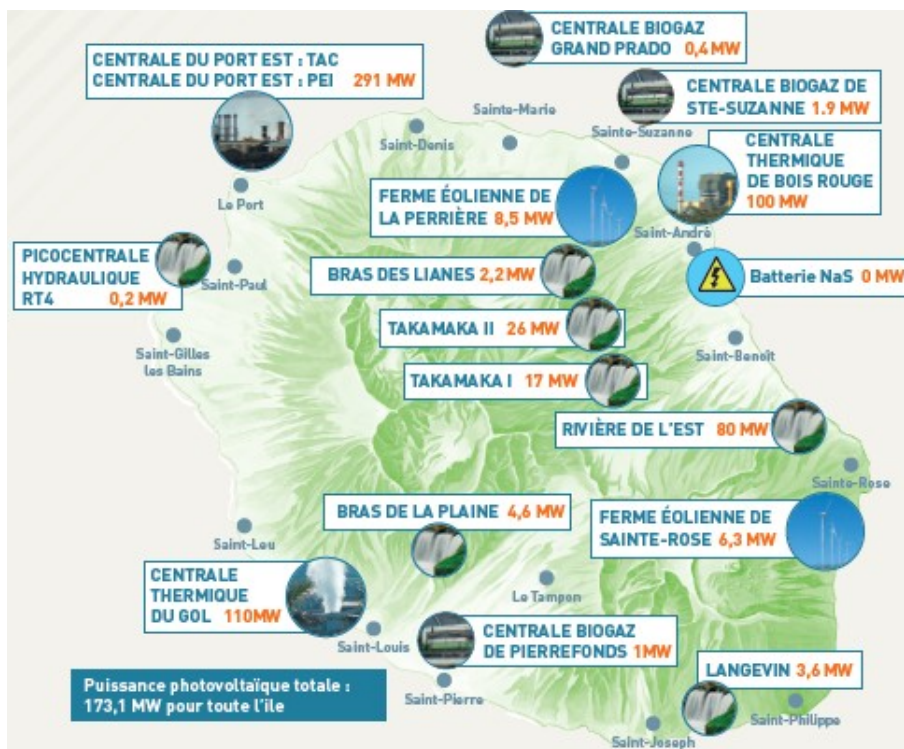 CENTRALE BIOGAZ
GRAND PRADO 0,4 MW
CENTRALE DU PORT EST : TAC
CENTRALE DU PORT EST : PEI 291 MW
CENTRALE BIOGAZ DE
STE-SUZANNE 1.9 MW
Sainte-Marie
Sainte-Suzanne
Saint-Denis
CENTRALE
THERMIQUE
DE BOIS ROUGE
100 MW
Le Port
FERME ÉOLIENNE DE
LA PERRIÈRE 8,5 MW
Saint-André
PICOCENTRALE
HYDRAULIQUE
RT4 0,2 MW
Saint-Paul
BRAS DES LIANES 2,2 MW
Batterie NaS 0 MW
TAKAMAKA II 26 MW
Saint-Gilles
les Bains
Saint-Benoît
TAKAMAKA I 17 MW
RIVIÈRE DE L'EST 80 MW
Sainte-Rose
BRAS DE LA PLAINE 4,6 MW
FERME ÉOLIENNE DE
SAINTE-ROSE 6,3 MW
Saint-Leu
CENTRALE
THERMIQUE
DU GOL 110MW
Le Tampon
Saint-Louis
CENTRALE BIOGAZ
DE PIERREFONDS 1MW
LANGEVIN 3,6 MW
Puissance photovoltaïque totale :
173,1 MW pour toute l'île
Saint-Pierre
Saint-Philippe
Saint-Joseph